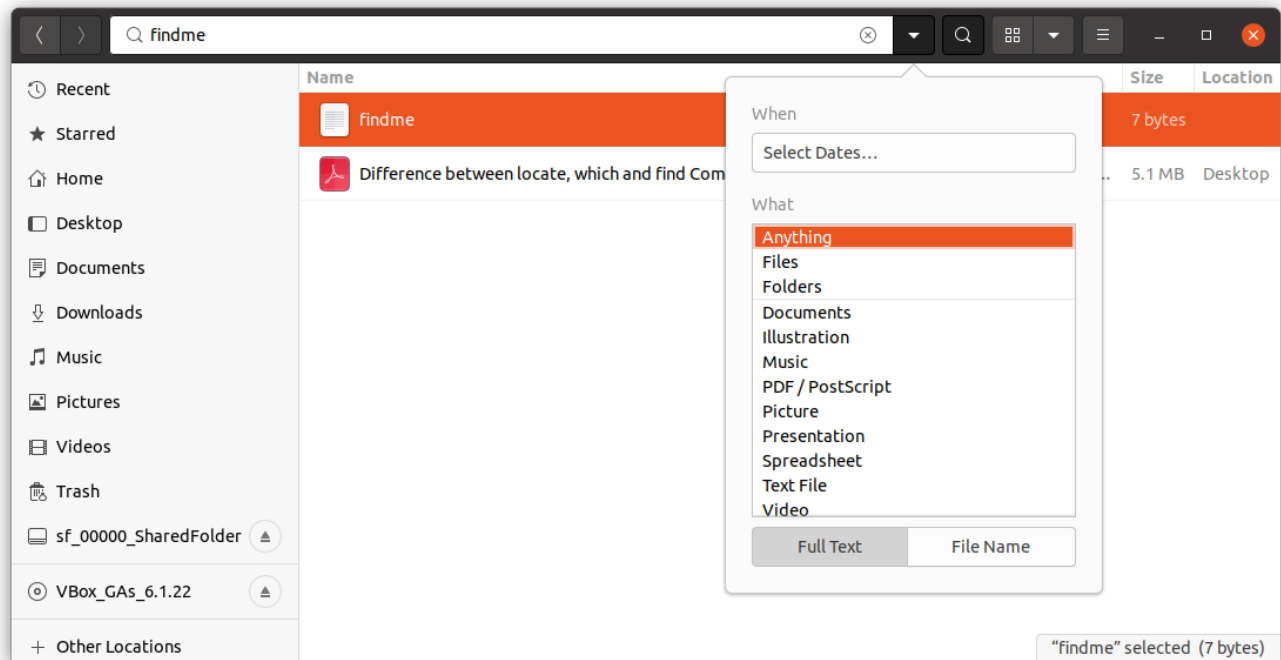 findme
Name
Size
Location
findme
7 bytes
Difference between locate, which and find Com
..
5.1 MB
Desktop
Recent
Starred
Home
Desktop
Documents
Downloads
Music
Pictures
Videos
Trash
sf_00000_SharedFolder
VBox_GAs_6.1.22
+ Other Locations
When
Select Dates...
What
Anything
Files
Folders
Documents
Illustration
Music
PDF / PostScript
Picture
Presentation
Spreadsheet
Text File
Video
Full Text
File Name
“findme” selected (7 bytes)